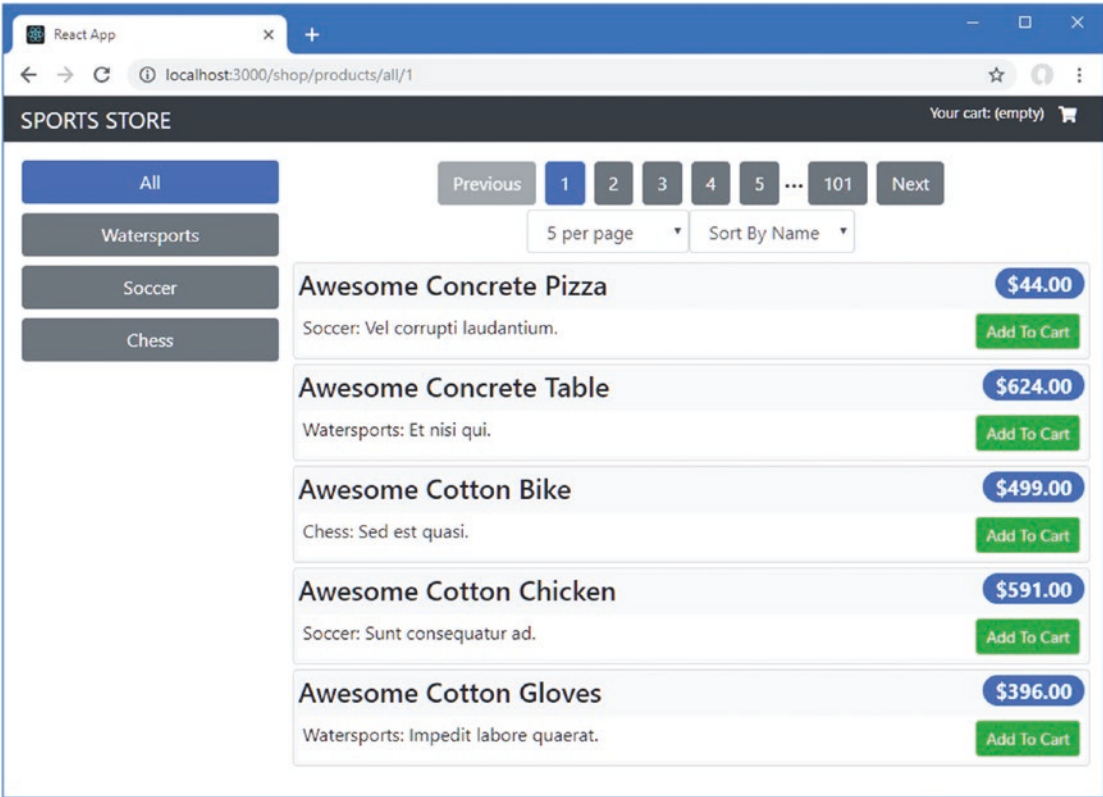 React App
localhost:3000/shop/products/all/1
SPORTS STORE
Your cart: (empty)
All
Watersports
Soccer
Chess
Previous 1 2 3 4 5 ... 101 Next
5 per page Sort By Name
Awesome Concrete Pizza $44.00
Soccer: Vel corrupti laudantium. Add To Cart
Awesome Concrete Table $624.00
Watersports: Et nisi qui. Add To Cart
Awesome Cotton Bike $499.00
Chess: Sed est quasi. Add To Cart
Awesome Cotton Chicken $591.00
Soccer: Sunt consequatur ad. Add To Cart
Awesome Cotton Gloves $396.00
Watersports: Impedit labore quaerat. Add To Cart